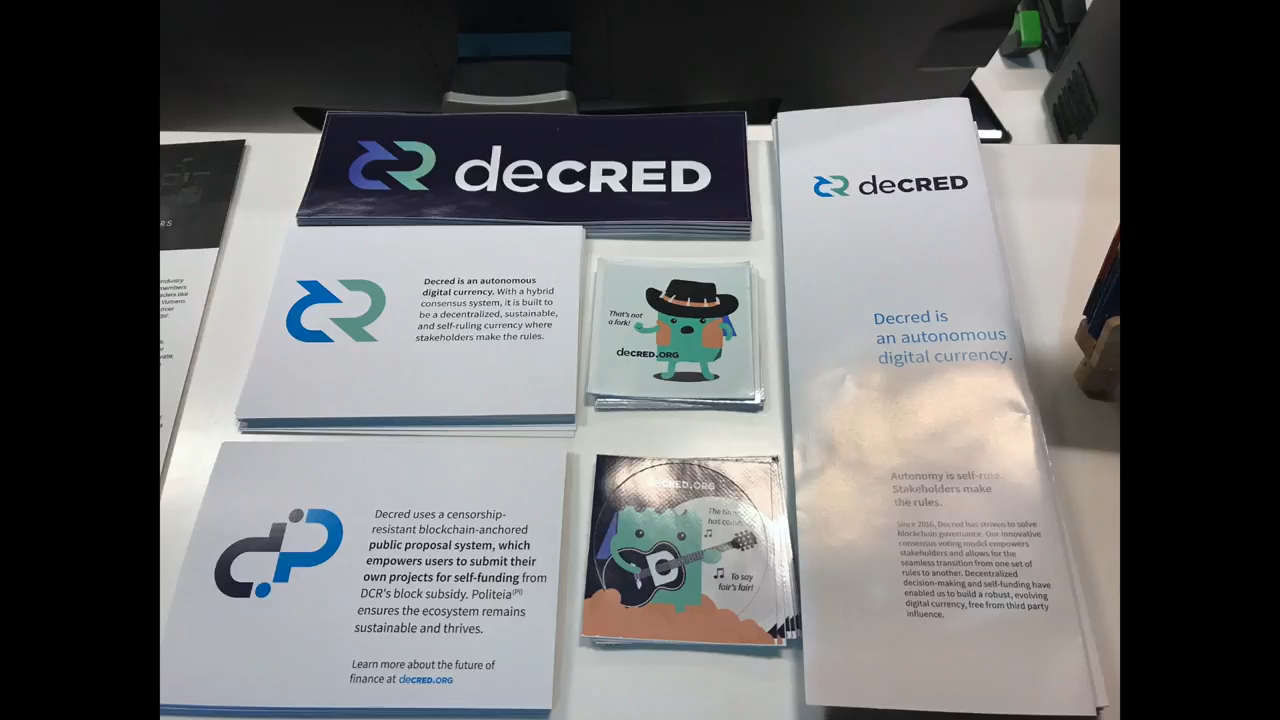 decRED
decRED
Decred is an autonomous
digital currency. With a hybrid
consensus system, it is built to
be a decentralized, sustainable,
and self-ruling currency where
stakeholders make the rules.
That's not
a fork!
decRED.ORG
Decred is
an autonomous
digital currency.
Autonomy is self-rule.
Stakeholders make
the rules.
Since 2016, Decred has striven to solve
blockchain governance. Our innovative
consensus voting model empowers
stakeholders and allows for the
seamless transition from one set of
rules to another. Decentralized
decision-making and self-funding have
enabled us to build a robust, evolving
digital currency, free from third party
influence.
Decred uses a censorship-
resistant blockchain-anchored
public proposal system, which
empowers users to submit their
own projects for self-funding from
DCR's block subsidy. Politeia(Pi)
ensures the ecosystem remains
sustainable and thrives.
Learn more about the future of
finance at decRED.ORG
decRED.ORG
The
has come,
To say
fair's fair!